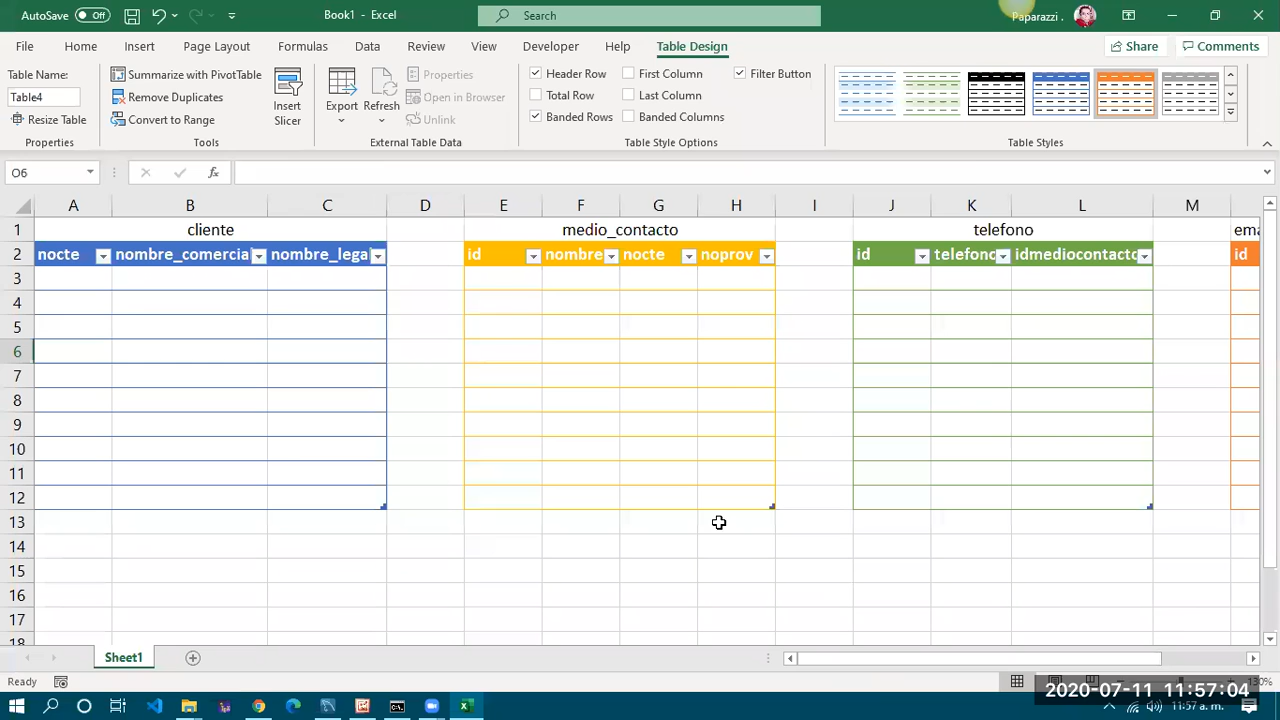 AutoSave Off Book1 - Excel Search Paparazzi .
File Home Insert Page Layout Formulas Data Review View Developer Help Table Design Share Comments
Table Name: Summarize with PivotTable Properties Header Row First Column Filter Button
Table4 Remove Duplicates Insert Slicer Export Refresh Open in Browser Total Row Last Column
Resize Table Convert to Range Unlink Banded Rows Banded Columns
Properties Tools External Table Data Table Style Options Table Styles
O6 fx
A B C D E F G H I J K L M
1 cliente medio_contacto telefono ema
2 nocte nombre_comercia nombre_lega id nombre nocte noprov id telefono idmediocontacto id
3
4
5
6
7
8
9
10
11
12
13
14
15
16
17
18
Sheet1
Ready 130%
2020-07-11 11:57:04
11:57 a. m.